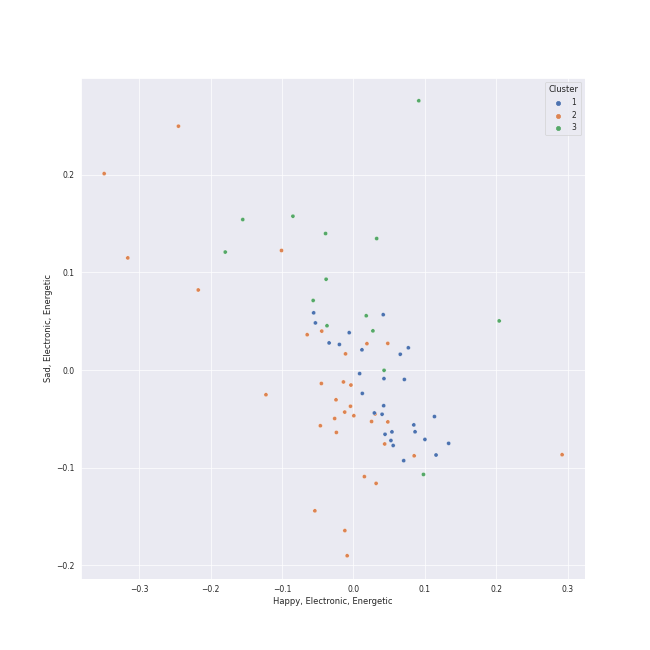 Cluster
1
2
3
0.2
0.1
0.0
−0.1
−0.2
Sad, Electronic, Energetic
−0.3 −0.2 −0.1 0.0 0.1 0.2 0.3
Happy, Electronic, Energetic